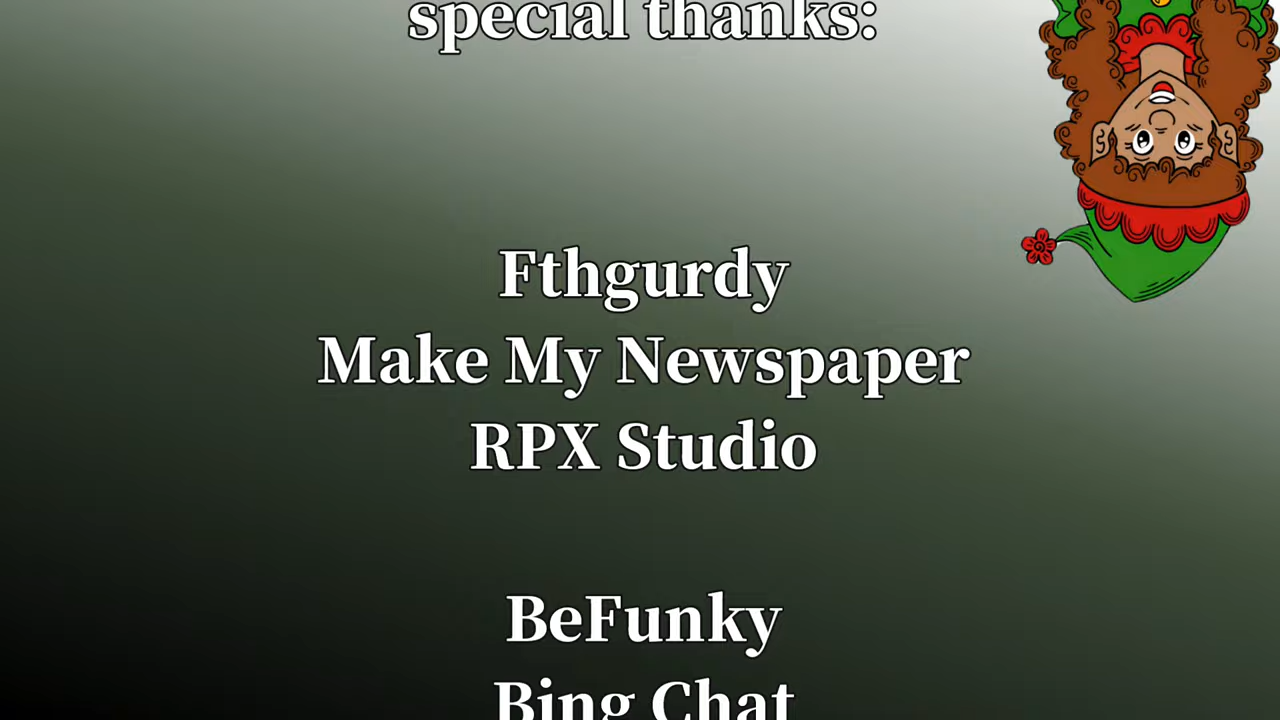 special thanks:
Fthgurdy
Make My Newspaper
RPX Studio
BeFunky
Bing Chat